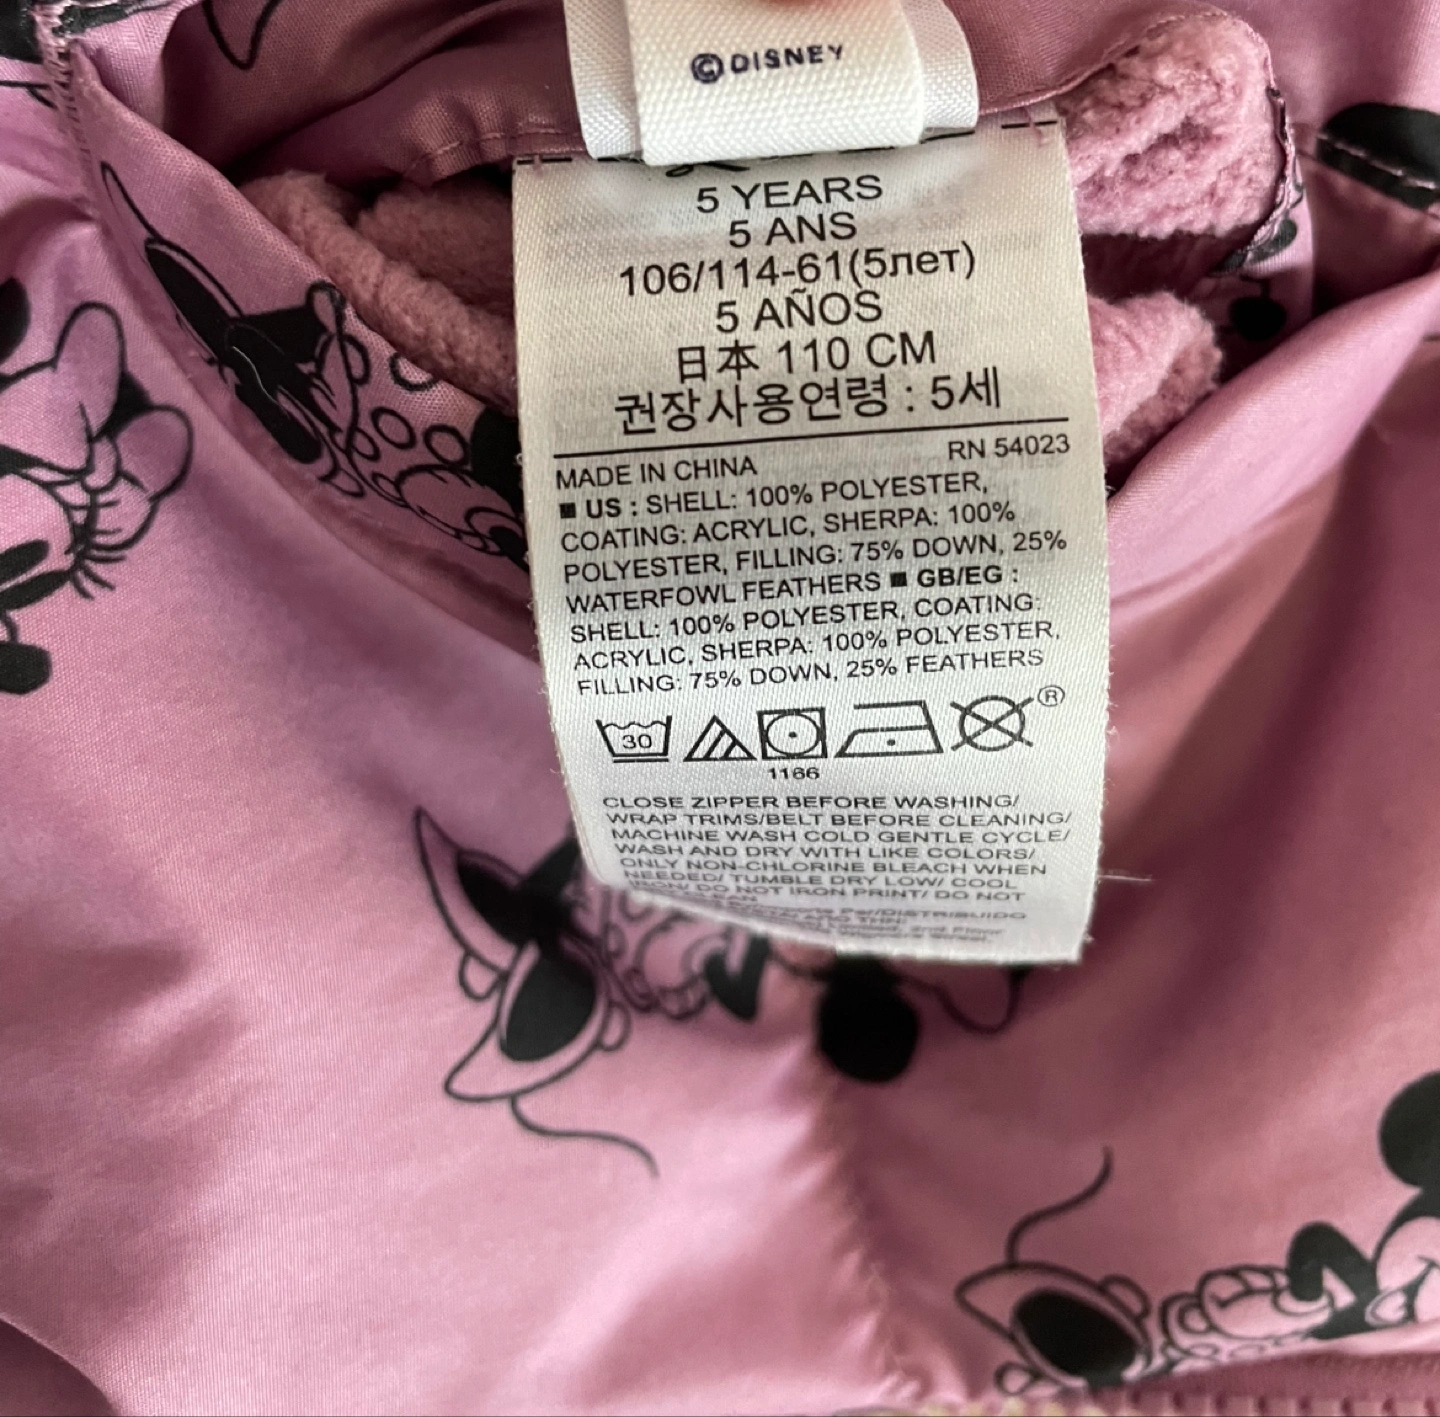 ©DISNEY
5 YEARS
5 ANS
106/114-61(5лет)
5 AÑOS
日本 110 CM
권장사용연령 : 5세
MADE IN CHINA RN 54023
■ US : SHELL: 100% POLYESTER,
COATING: ACRYLIC, SHERPA: 100%
POLYESTER, FILLING: 75% DOWN, 25%
WATERFOWL FEATHERS ■ GB/EG :
SHELL: 100% POLYESTER, COATING:
ACRYLIC, SHERPA: 100% POLYESTER,
FILLING: 75% DOWN, 25% FEATHERS
30 ®
1166
CLOSE ZIPPER BEFORE WASHING/
WRAP TRIMS/BELT BEFORE CLEANING/
MACHINE WASH COLD GENTLE CYCLE/
WASH AND DRY WITH LIKE COLORS/
ONLY NON-CHLORINE BLEACH WHEN
NEEDED/ TUMBLE DRY LOW/ COOL
IRON/ DO NOT IRON PRINT/ DO NOT
CLEAN